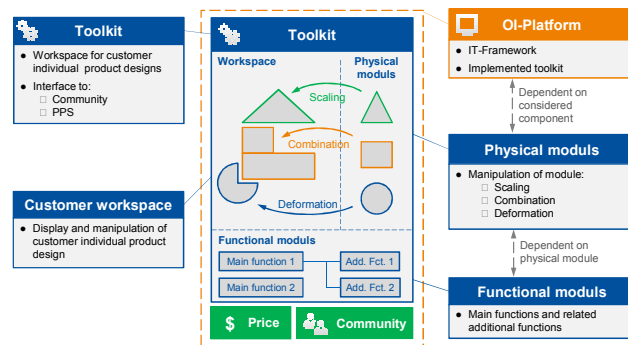 Toolkit
Workspace for customer
individual product designs
Interface to:
Community
PPS
Customer workspace
Display and manipulation of
customer individual product
design
Toolkit
Workspace
Physical
moduls
Scaling
Combination
Deformation
Functional moduls
Main function 1
Add. Fct. 1
Main function 2
Add. Fct. 2
$ Price
Community
OI-Platform
IT-Framework
Implemented toolkit
Dependent on
considered
component
Physical moduls
Manipulation of module:
Scaling
Combination
Deformation
Dependent on
physical module
Functional moduls
Main functions and related
additional functions